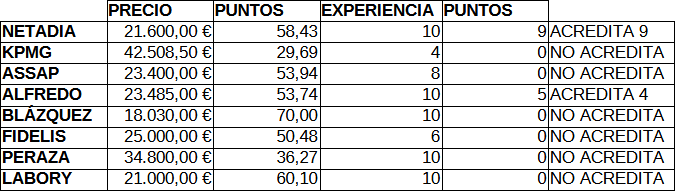 PRECIO PUNTOS EXPERIENCIA PUNTOS
NETADIA 21.600,00 € 58,43 10 9 ACREDITA 9
KPMG 42.508,50 € 29,69 4 0 NO ACREDITA
ASSAP 23.400,00 € 53,94 8 0 NO ACREDITA
ALFREDO 23.485,00 € 53,74 10 5 ACREDITA 4
BLÁZQUEZ 18.030,00 € 70,00 10 0 NO ACREDITA
FIDELIS 25.000,00 € 50,48 6 0 NO ACREDITA
PERAZA 34.800,00 € 36,27 10 0 NO ACREDITA
LABORY 21.000,00 € 60,10 10 0 NO ACREDITA